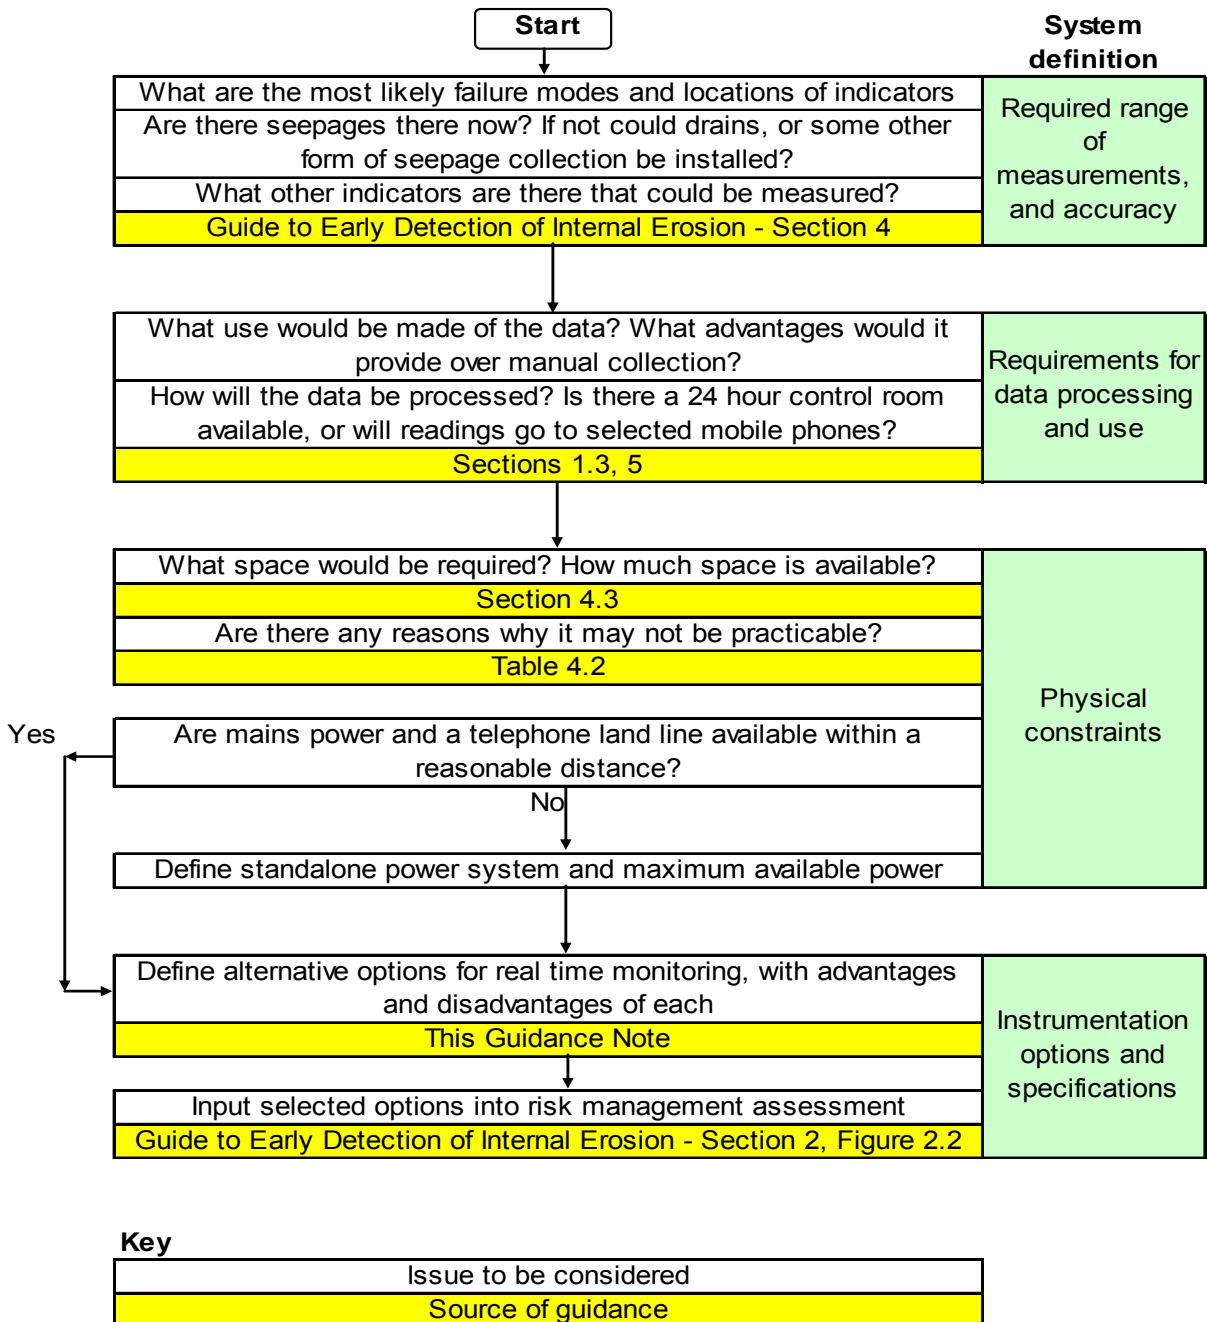 Start
System
definition
What are the most likely failure modes and locations of indicators
Are there seepages there now? If not could drains, or some other
form of seepage collection be installed?
What other indicators are there that could be measured?
Guide to Early Detection of Internal Erosion - Section 4
Required range
of
measurements,
and accuracy
What use would be made of the data? What advantages would it
provide over manual collection?
How will the data be processed? Is there a 24 hour control room
available, or will readings go to selected mobile phones?
Sections 1.3, 5
Requirements for
data processing
and use
What space would be required? How much space is available?
Section 4.3
Are there any reasons why it may not be practicable?
Table 4.2
Physical
constraints
Yes
Are mains power and a telephone land line available within a
reasonable distance?
No
Define standalone power system and maximum available power
Define alternative options for real time monitoring, with advantages
and disadvantages of each
This Guidance Note
Input selected options into risk management assessment
Guide to Early Detection of Internal Erosion - Section 2, Figure 2.2
Instrumentation
options and
specifications
Key
Issue to be considered
Source of guidance